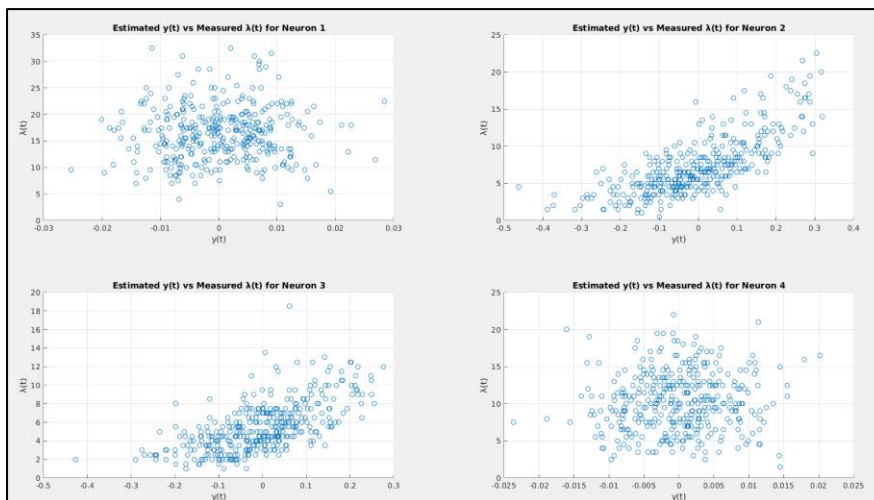 Estimated y(t) vs Measured λ(t) for Neuron 1
35
30
25
20
15
10
5
0
λ(t)
-0.03 -0.02 -0.01 0 0.01 0.02 0.03
y(t)
Estimated y(t) vs Measured λ(t) for Neuron 2
25
20
15
10
5
0
λ(t)
-0.5 -0.4 -0.3 -0.2 -0.1 0 0.1 0.2 0.3 0.4
y(t)
Estimated y(t) vs Measured λ(t) for Neuron 3
20
18
16
14
12
10
8
6
4
2
0
λ(t)
-0.5 -0.4 -0.3 -0.2 -0.1 0 0.1 0.2 0.3
y(t)
Estimated y(t) vs Measured λ(t) for Neuron 4
25
20
15
10
5
0
λ(t)
-0.025 -0.02 -0.015 -0.01 -0.005 0 0.005 0.01 0.015 0.02 0.025
y(t)